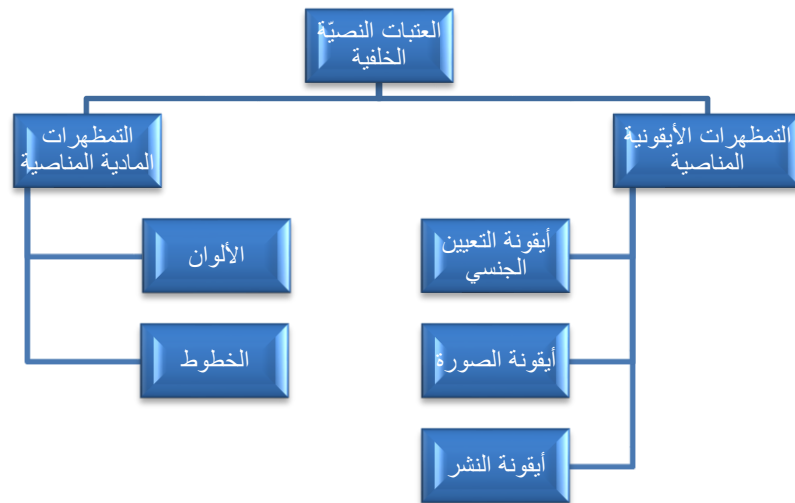 العتبات النصيّة
الخلفية
التمظهرات الأيقونية
المناصية
أيقونة التعيين
الجنسي
أيقونة الصورة
أيقونة النشر
التمظهرات
المادية المناصية
الألوان
الخطوط